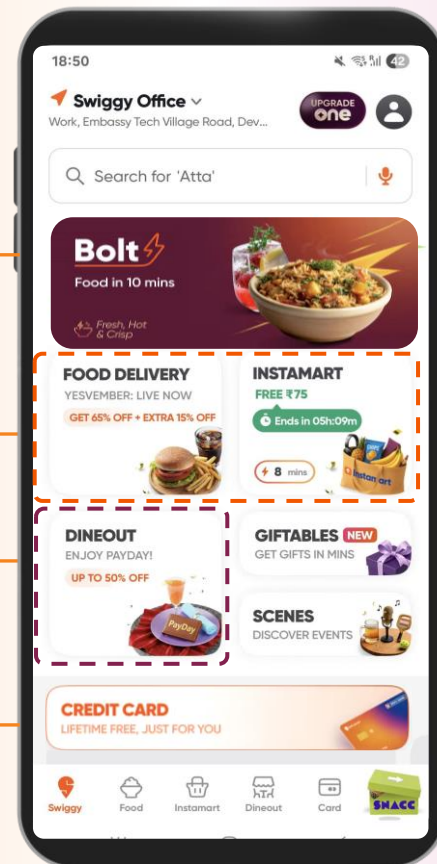 18:50
42
Swiggy Office
Work, Embassy Tech Village Road, Dev...
UPGRADE
one
Search for 'Atta'
Bolt
Food in 10 mins
Fresh, Hot
& Crisp
FOOD DELIVERY
YESVEMBER: LIVE NOW
GET 65% OFF + EXTRA 15% OFF
INSTAMART
FREE ₹75
Ends in 05h:09m
8 mins
DINEOUT
ENJOY PAYDAY!
UP TO 50% OFF
PayDay
GIFTABLES NEW
GET GIFTS IN MINS
SCENES
DISCOVER EVENTS
CREDIT CARD
LIFETIME FREE, JUST FOR YOU
Swiggy
Food
Instamart
Dineout
Card
SNACC